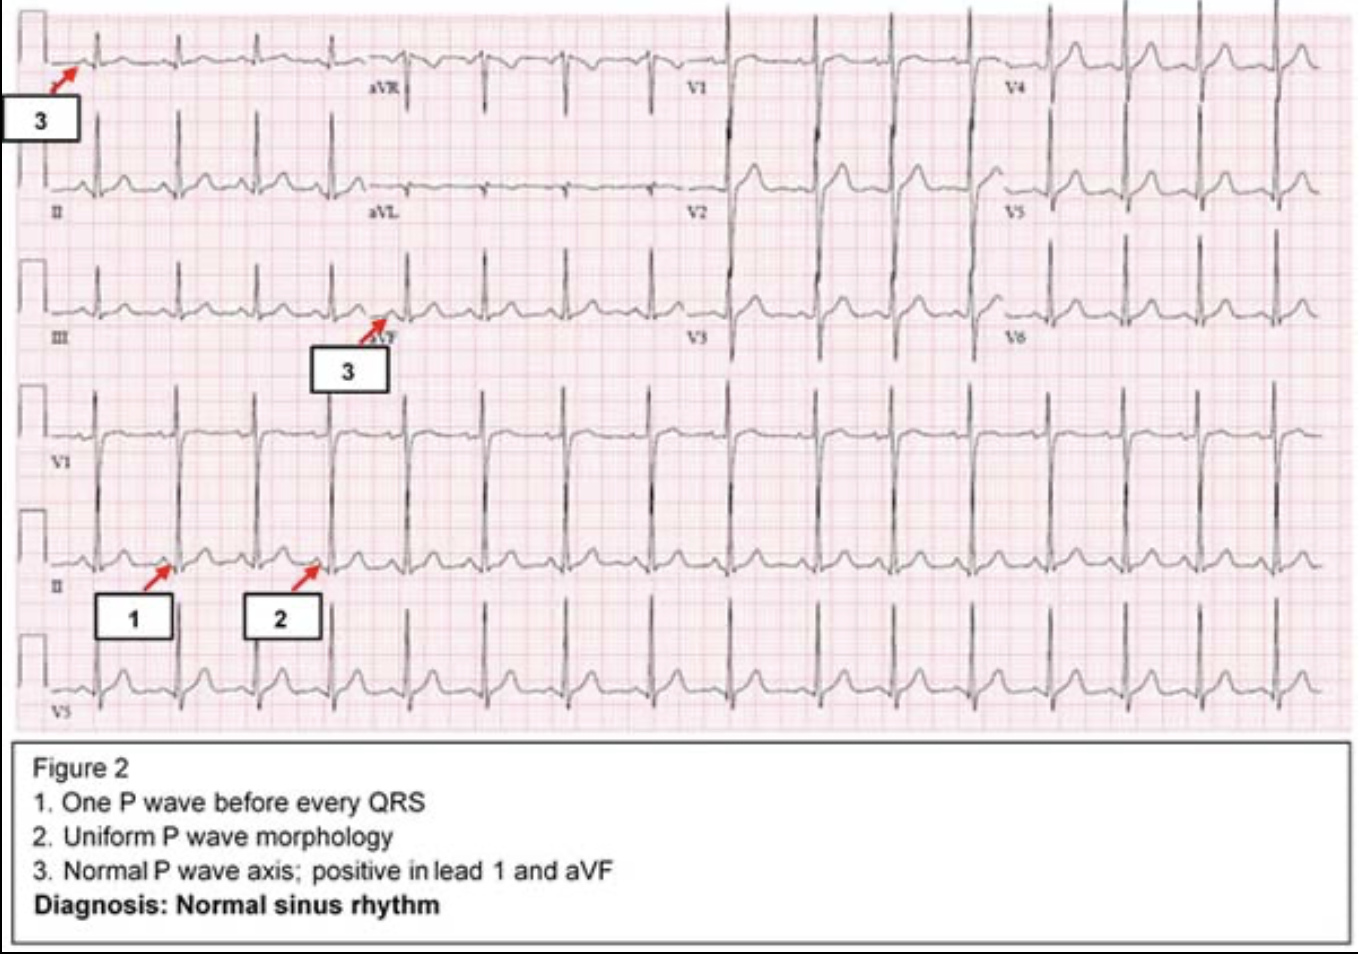 3
aVR
V1
V4
II
aVL
V2
V5
III
aVF
V3
V6
3
V1
II
1
2
V5
Figure 2
1. One P wave before every QRS
2. Uniform P wave morphology
3. Normal P wave axis; positive in lead 1 and aVF
Diagnosis: Normal sinus rhythm